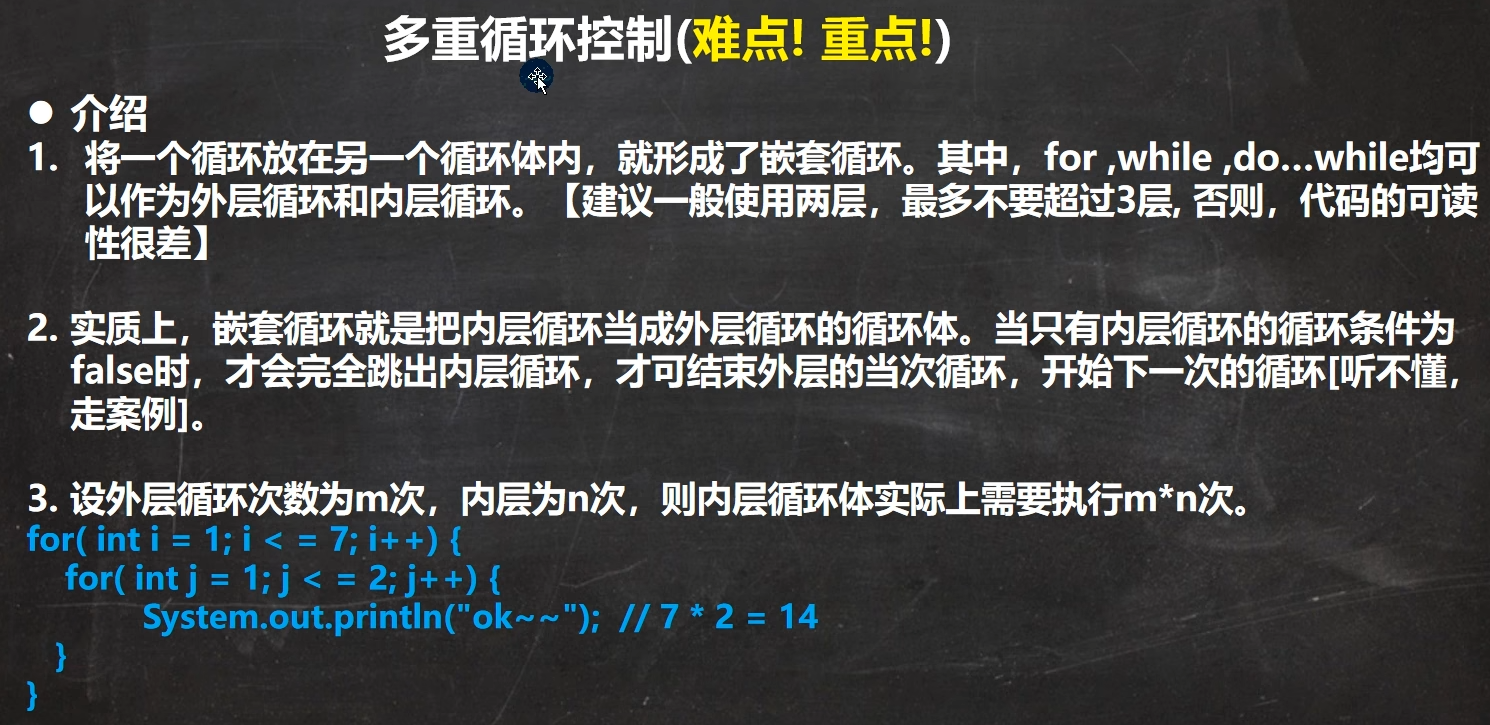 多重循环控制(难点! 重点!)
● 介绍
1. 将一个循环放在另一个循环体内，就形成了嵌套循环。其中，for ,while ,do…while均可
以作为外层循环和内层循环。【建议一般使用两层，最多不要超过3层, 否则，代码的可读
性很差】
2. 实质上，嵌套循环就是把内层循环当成外层循环的循环体。当只有内层循环的循环条件为
false时，才会完全跳出内层循环，才可结束外层的当次循环，开始下一次的循环[听不懂，
走案例]。
3. 设外层循环次数为m次，内层为n次，则内层循环体实际上需要执行m*n次。
for( int i = 1; i < = 7; i++) {
for( int j = 1; j < = 2; j++) {
System.out.println("ok~~"); // 7 * 2 = 14
}
}